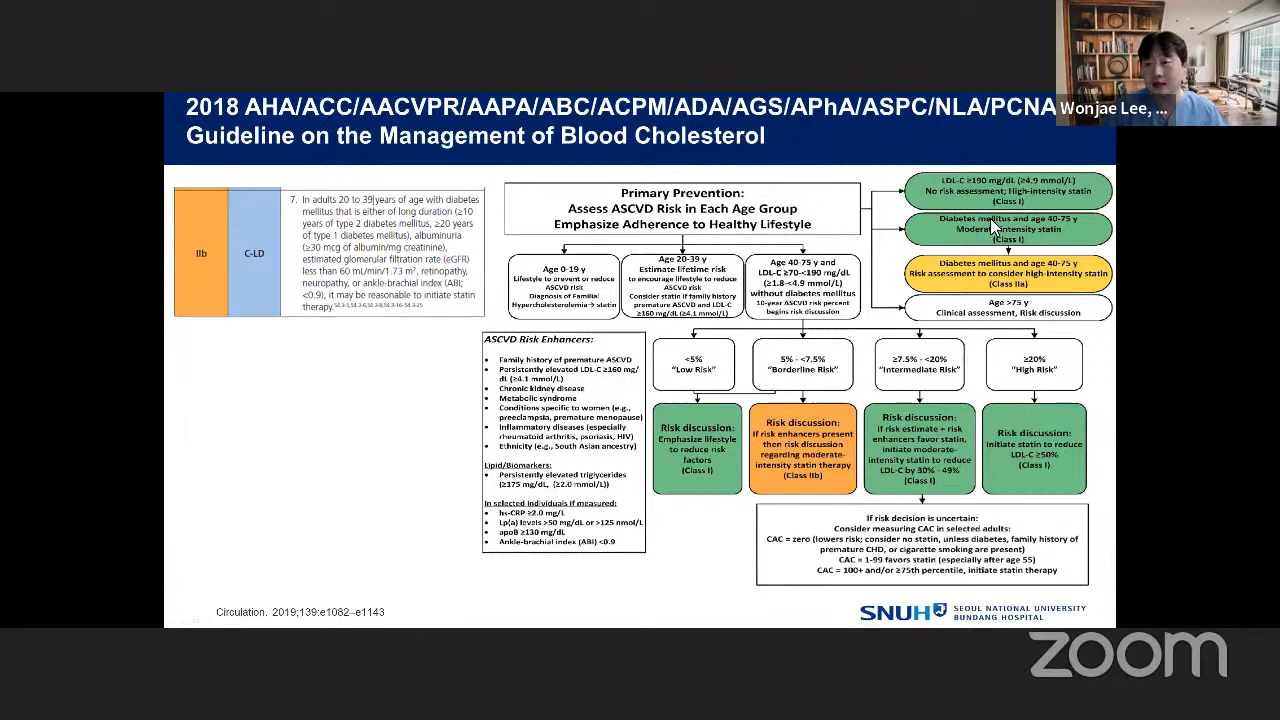 2018 AHA/ACC/AACVPR/AAPA/ABC/ACPM/ADA/AGS/APhA/ASPC/NLA/PCNA
Guideline on the Management of Blood Cholesterol
Wonjae Lee, ...
IIb
C-LD
7. In adults 20 to 39 years of age with diabetes
mellitus that is either of long duration (≥10
years of type 2 diabetes mellitus, ≥20 years
of type 1 diabetes mellitus), albuminuria
(≥30 mcg of albumin/mg creatinine), estimated
glomerular filtration rate (eGFR)
less than 60 mL/min/1.73 m², retinopathy,
neuropathy, or ankle-brachial index (ABI;
<0.9), it may be reasonable to initiate statin
therapy.
Primary Prevention:
Assess ASCVD Risk in Each Age Group
Emphasize Adherence to Healthy Lifestyle
LDL-C ≥190 mg/dL (≥4.9 mmol/L)
No risk assessment; High-intensity statin
(Class I)
Diabetes mellitus and age 40-75 y
Moderate-intensity statin
(Class I)
Diabetes mellitus and age 40-75 y
Risk assessment to consider high-intensity statin
(Class IIa)
Age >75 y
Clinical assessment, Risk discussion
Age 0-19 y
Lifestyle to prevent or reduce
ASCVD risk
Diagnosis of Familial
Hypercholesterolemia→ statin
Age 20-39 y
Estimate lifetime risk
to encourage lifestyle to reduce
ASCVD risk
Consider statin if family history
premature ASCVD and LDL-C
≥160 mg/dL (≥4.1 mmol/L)
Age 40-75 y and
LDL-C ≥70-<190 mg/dL
(≥1.8-<4.9 mmol/L)
without diabetes mellitus
10-year ASCVD risk percent
begins risk discussion
ASCVD Risk Enhancers:
• Family history of premature ASCVD
• Persistently elevated LDL-C ≥160 mg/
dL (≥4.1 mmol/L)
• Chronic kidney disease
• Metabolic syndrome
• Conditions specific to women (e.g.,
preeclampsia, premature menopause)
• Inflammatory diseases (especially
rheumatoid arthritis, psoriasis, HIV)
• Ethnicity (e.g., South Asian ancestry)
Lipid/Biomarkers:
• Persistently elevated triglycerides
(≥175 mg/dL, (≥2.0 mmol/L))
In selected individuals if measured:
• hs-CRP ≥2.0 mg/L
• Lp(a) levels >50 mg/dL or >125 nmol/L
• apoB ≥130 mg/dL
• Ankle-brachial index (ABI) <0.9
<5%
"Low Risk"
5% - <7.5%
"Borderline Risk"
≥7.5% - <20%
"Intermediate Risk"
≥20%
"High Risk"
Risk discussion:
Emphasize lifestyle
to reduce risk
factors
(Class I)
Risk discussion:
If risk enhancers present
then risk discussion
regarding moderate-
intensity statin therapy
(Class IIb)
Risk discussion:
If risk estimate + risk
enhancers favor statin,
initiate moderate-
intensity statin to reduce
LDL-C by 30% - 49%
(Class I)
Risk discussion:
Initiate statin to reduce
LDL-C ≥50%
(Class I)
If risk decision is uncertain:
Consider measuring CAC in selected adults:
CAC = zero (lowers risk; consider no statin, unless diabetes, family history of
premature CHD, or cigarette smoking are present)
CAC = 1-99 favors statin (especially after age 55)
CAC = 100+ and/or ≥75th percentile, initiate statin therapy
Circulation. 2019;139:e1082–e1143
SNUH
SEOUL NATIONAL UNIVERSITY
BUNDANG HOSPITAL
zoom